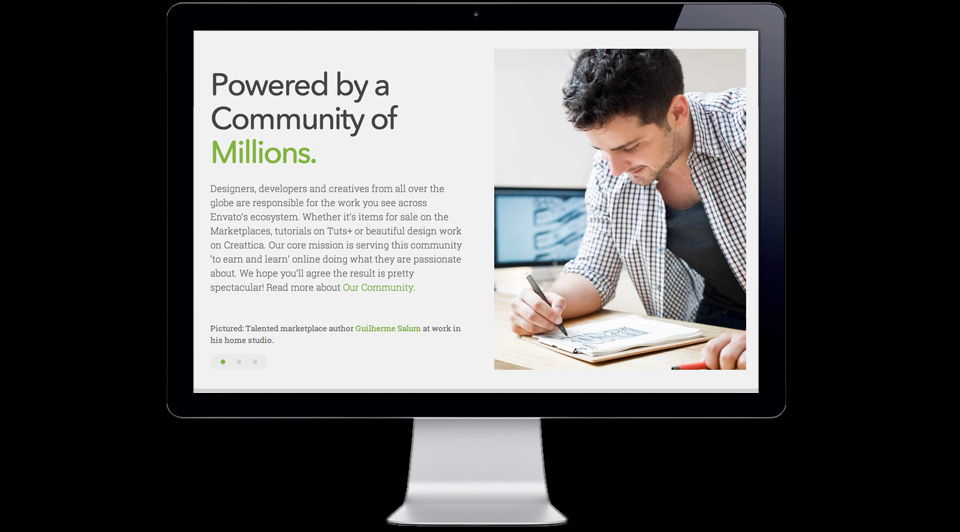 Powered by a
Community of
Millions.
Designers, developers and creatives from all over the
globe are responsible for the work you see across
Envato's ecosystem. Whether it's items for sale on the
Marketplaces, tutorials on Tuts+ or beautiful design work
on Creattica. Our core mission is serving this community
'to earn and learn' online doing what they are passionate
about. We hope you'll agree the result is pretty
spectacular! Read more about Our Community.
Pictured: Talented marketplace author Guilherme Salum at work in
his home studio.